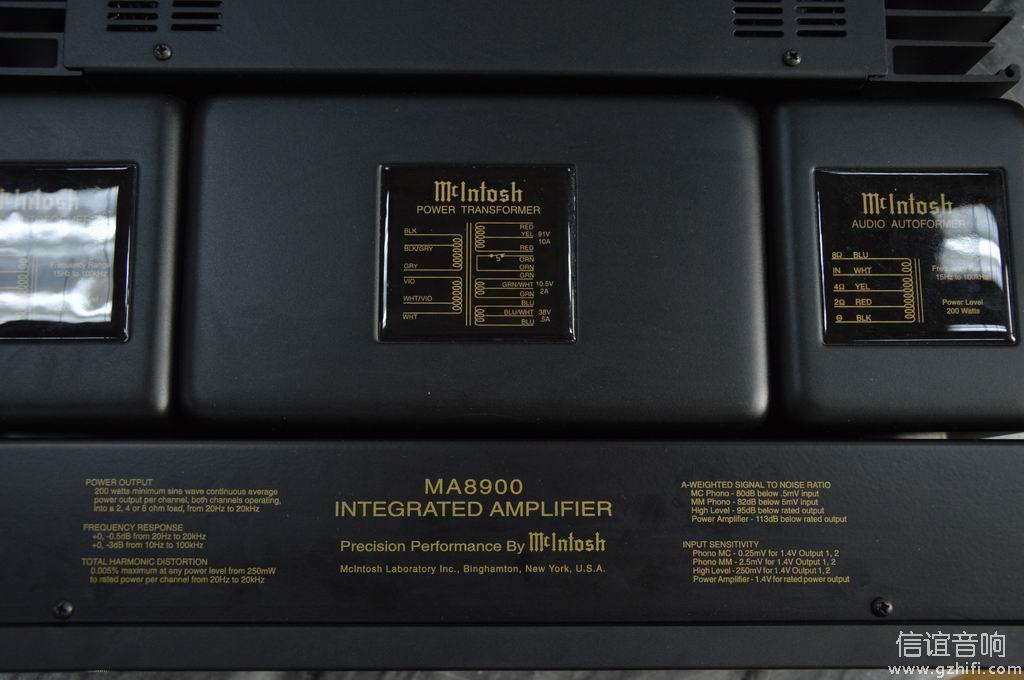 McIntosh
POWER TRANSFORMER
BLK
BLK/GRY
GRY
VIO
WHT/VIO
WHT
RED
YEL
RED
91V
10A
ORN
ORN
GRN
GRN/WHT
GRN
10.5V
2A
BLU
BLU/WHT
BLU
38V
.5A
McIntosh
AUDIO AUTOFORMER
8Ω BLU
IN WHT
4Ω YEL
2Ω RED
⊖ BLK
15Hz to 100kHz
Power Level
200 Watts
McIntosh
Frequency Range
15Hz to 100kHz
POWER OUTPUT
200 watts minimum sine wave continuous average
power output per channel, both channels operating,
into a 2, 4 or 8 ohm load, from 20Hz to 20kHz
FREQUENCY RESPONSE
+0, -0.5dB from 20Hz to 20kHz
+0, -3dB from 10Hz to 100kHz
TOTAL HARMONIC DISTORTION
0.005% maximum at any power level from 250mW
to rated power per channel from 20Hz to 20kHz
MA8900
INTEGRATED AMPLIFIER
Precision Performance By McIntosh
McIntosh Laboratory Inc., Binghamton, New York, U.S.A.
A-WEIGHTED SIGNAL TO NOISE RATIO
MC Phono - 80dB below .5mV input
MM Phono - 82dB below 5mV input
High Level - 95dB below rated output
Power Amplifier - 113dB below rated output
INPUT SENSITIVITY
Phono MC - 0.25mV for 1.4V Output 1, 2
Phono MM - 2.5mV for 1.4V Output 1, 2
High Level - 250mV for 1.4V Output 1, 2
Power Amplifier - 1.4V for rated power output
信谊音响
www.gzhifi.com